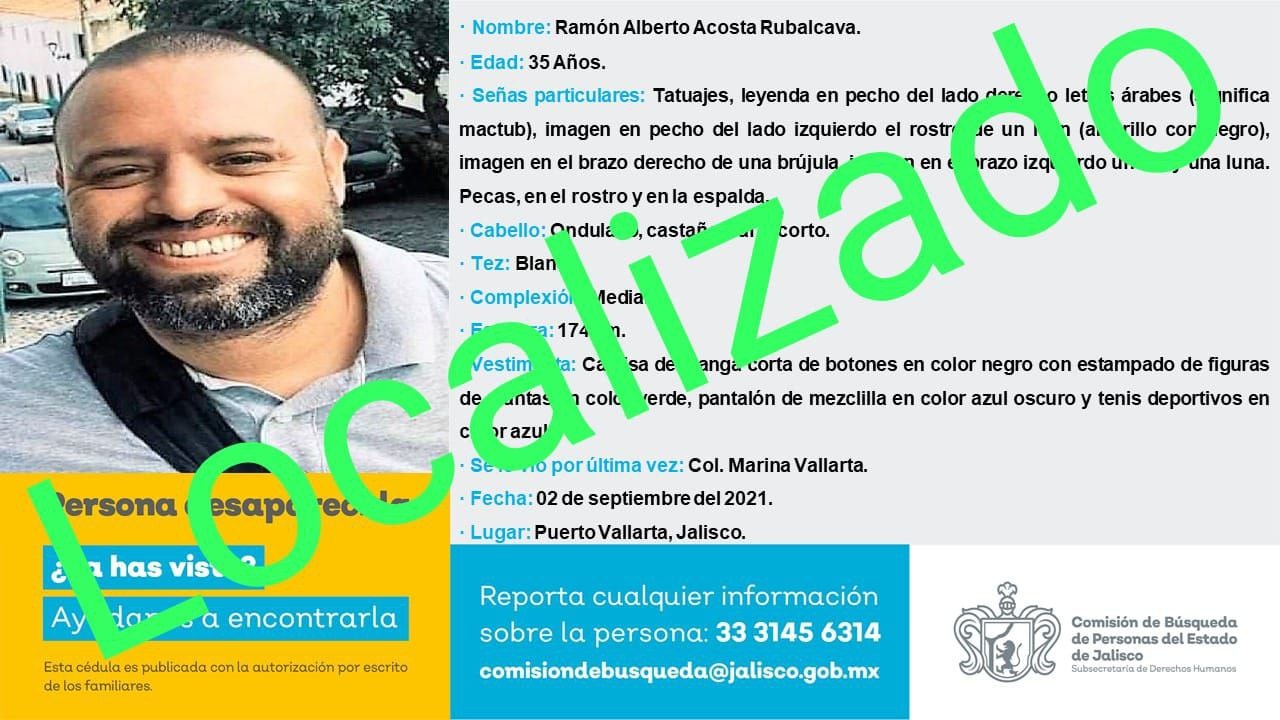 · Nombre: Ramón Alberto Acosta Rubalcava.
· Edad: 35 Años.
· Señas particulares: Tatuajes, leyenda en pecho del lado derecho letras árabes (significa
mactub), imagen en pecho del lado izquierdo el rostro de un (amarillo con negro),
imagen en el brazo derecho de una brújula, imagen en el brazo izquierdo un y una luna.
Pecas, en el rostro y en la espalda.
· Cabello: Ondulado, castaño corto.
· Tez: Blanca
· Complexión: Media.
· Estatura: 174 cm.
· Vestimenta: Camisa de manga corta de botones en color negro con estampado de figuras
de plantas en color verde, pantalón de mezclilla en color azul oscuro y tenis deportivos en
color azul
· Se le vio por última vez: Col. Marina Vallarta.
· Fecha: 02 de septiembre del 2021.
· Lugar: Puerto Vallarta, Jalisco.
Localizado
Persona desaparecida
¿La has visto?
Ayúdanos a encontrarla
Esta cédula es publicada con la autorización por escrito
de los familiares.
Reporta cualquier información
sobre la persona: 33 3145 6314
comisiondebusqueda@jalisco.gob.mx
Comisión de Búsqueda
de Personas del Estado
de Jalisco
Subsecretaría de Derechos Humanos